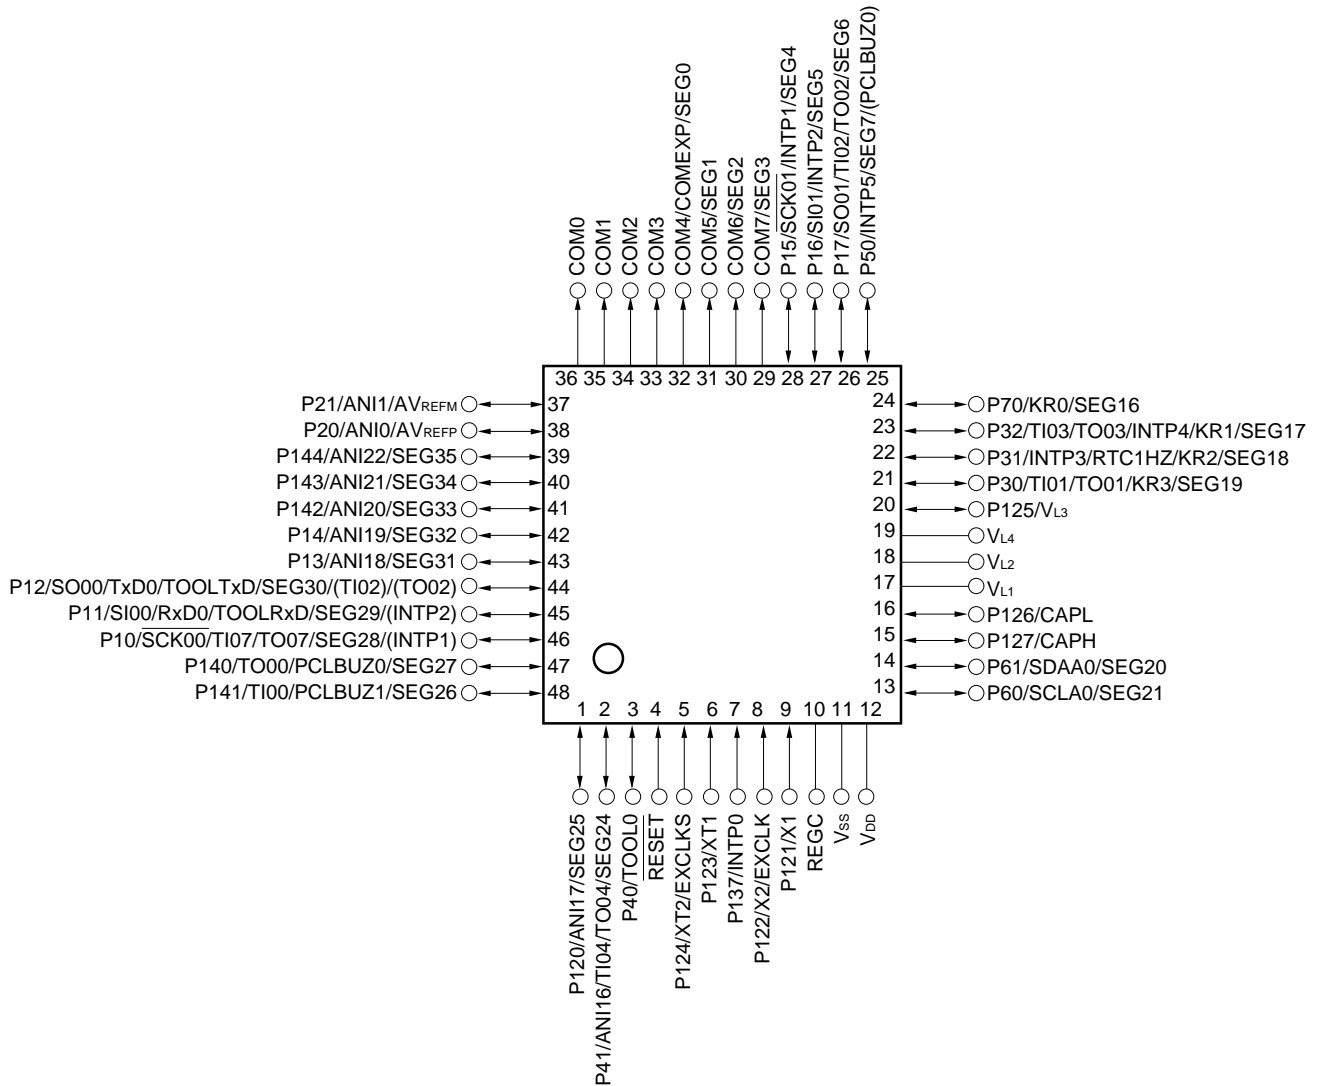 COM0
COM1
COM2
COM3
COM4/COMEXP/SEG0
COM5/SEG1
COM6/SEG2
COM7/SEG3
P15/SCK01/INTP1/SEG4
P16/SI01/INTP2/SEG5
P17/SO01/TI02/TO02/SEG6
P50/INTP5/SEG7/(PCLBUZ0)
36 35 34 33 32 31 30 29 28 27 26 25
P21/ANI1/AVREFM 37
P20/ANI0/AVREFP 38
P144/ANI22/SEG35 39
P143/ANI21/SEG34 40
P142/ANI20/SEG33 41
P14/ANI19/SEG32 42
P13/ANI18/SEG31 43
P12/SO00/TxD0/TOOLTxD/SEG30/(TI02)/(TO02) 44
P11/SI00/RxD0/TOOLRxD/SEG29/(INTP2) 45
P10/SCK00/TI07/TO07/SEG28/(INTP1) 46
P140/TO00/PCLBUZ0/SEG27 47
P141/TI00/PCLBUZ1/SEG26 48
24 P70/KR0/SEG16
23 P32/TI03/TO03/INTP4/KR1/SEG17
22 P31/INTP3/RTC1HZ/KR2/SEG18
21 P30/TI01/TO01/KR3/SEG19
20 P125/VL3
19 VL4
18 VL2
17 VL1
16 P126/CAPL
15 P127/CAPH
14 P61/SDAA0/SEG20
13 P60/SCLA0/SEG21
1 2 3 4 5 6 7 8 9 10 11 12
P120/ANI17/SEG25
P41/ANI16/TI04/TO04/SEG24
P40/TOOL0
RESET
P124/XT2/EXCLKS
P123/XT1
P137/INTP0
P122/X2/EXCLK
P121/X1
REGC
VSS
VDD